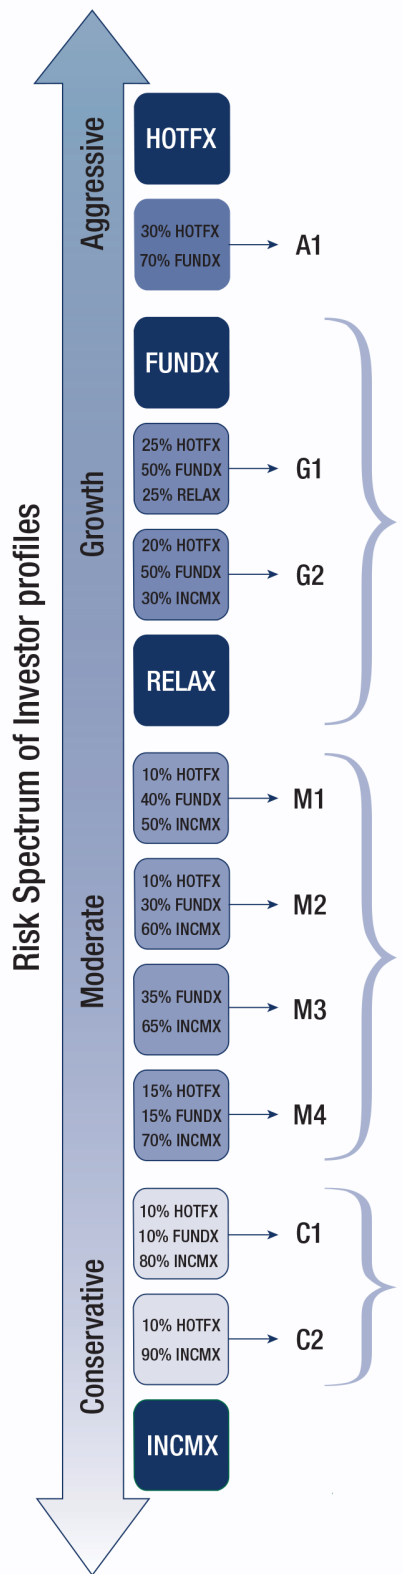 Risk Spectrum of Investor profiles
Aggressive
HOTFX
30% HOTFX
70% FUNDX
A1
Growth
FUNDX
25% HOTFX
50% FUNDX
25% RELAX
G1
20% HOTFX
50% FUNDX
30% INCMX
G2
RELAX
Moderate
10% HOTFX
40% FUNDX
50% INCMX
M1
10% HOTFX
30% FUNDX
60% INCMX
M2
35% FUNDX
65% INCMX
M3
15% HOTFX
15% FUNDX
70% INCMX
M4
Conservative
10% HOTFX
10% FUNDX
80% INCMX
C1
10% HOTFX
90% INCMX
C2
INCMX